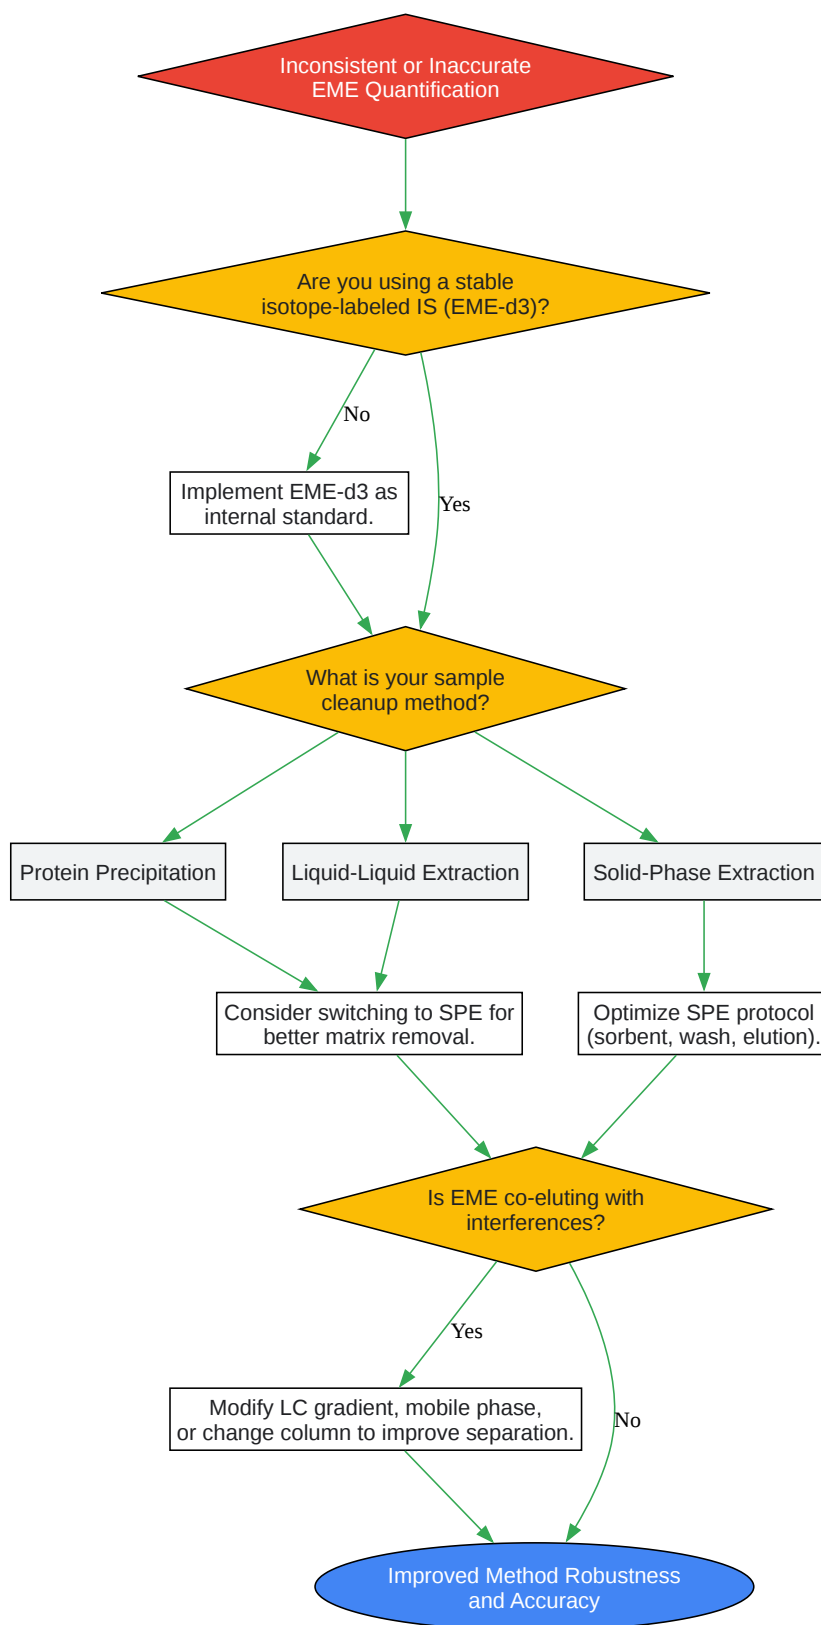 Inconsistent or Inaccurate
EME Quantification
Are you using a stable
isotope-labeled IS (EME-d3)?
No
Yes
Implement EME-d3 as
internal standard.
What is your sample
cleanup method?
Protein Precipitation
Liquid-Liquid Extraction
Solid-Phase Extraction
Consider switching to SPE for
better matrix removal.
Optimize SPE protocol
(sorbent, wash, elution).
Is EME co-eluting with
interferences?
Yes
No
Modify LC gradient, mobile phase,
or change column to improve separation.
Improved Method Robustness
and Accuracy